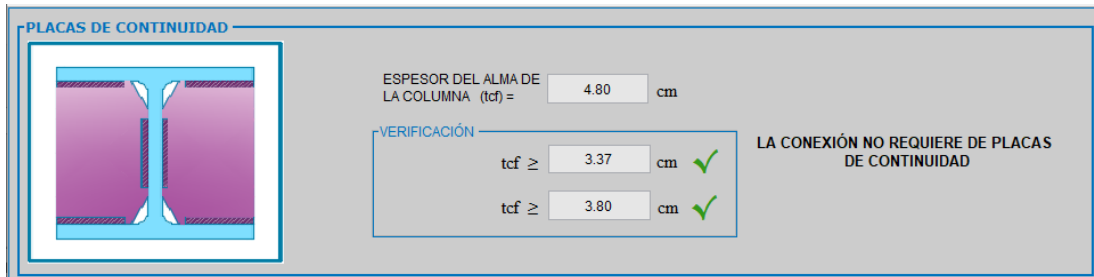 PLACAS DE CONTINUIDAD
ESPESOR DEL ALMA DE
LA COLUMNA (tcf) = 4.80 cm
VERIFICACIÓN
tcf ≥ 3.37 cm
tcf ≥ 3.80 cm
LA CONEXIÓN NO REQUIERE DE PLACAS
DE CONTINUIDAD